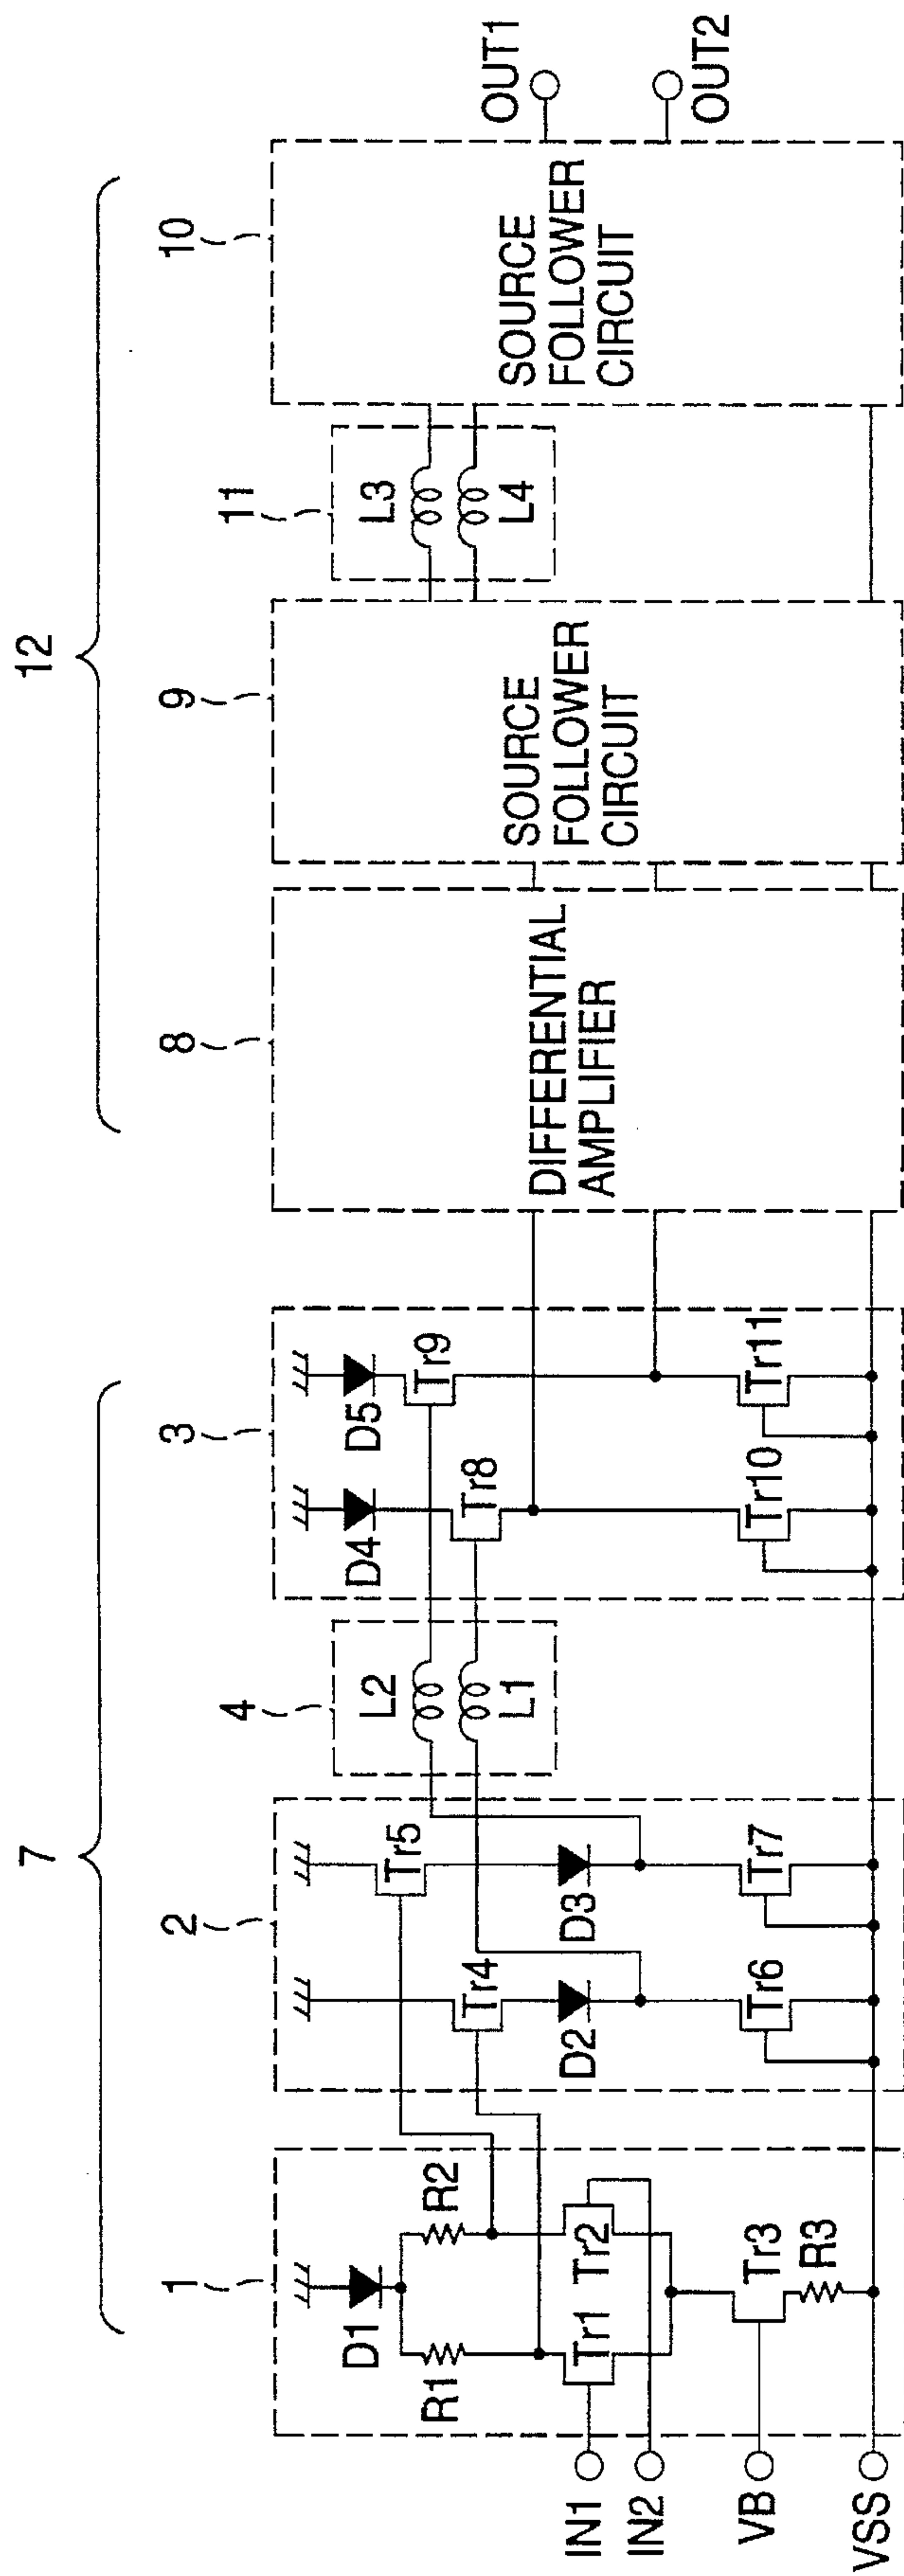 7
12
1
2
4
3
8
9
11
10
D1
R1
R2
Tr1
Tr2
Tr3
R3
IN1
IN2
VB
VSS
Tr4
Tr5
D2
D3
Tr6
Tr7
L2
L1
D4
D5
Tr8
Tr9
Tr10
Tr11
DIFFERENTIAL
AMPLIFIER
SOURCE
FOLLOWER
CIRCUIT
L3
L4
SOURCE
FOLLOWER
CIRCUIT
OUT1
OUT2